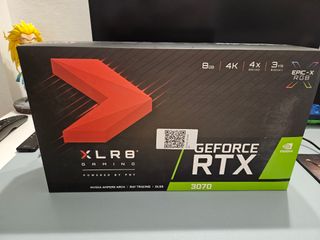 8GB 4K 4x 3YR
EPIC-X
RGB
XLR8
GAMING
POWERED BY PNY
GEFORCE
RTX
3070
NVIDIA AMPERE ARCH | RAY TRACING | DLSS